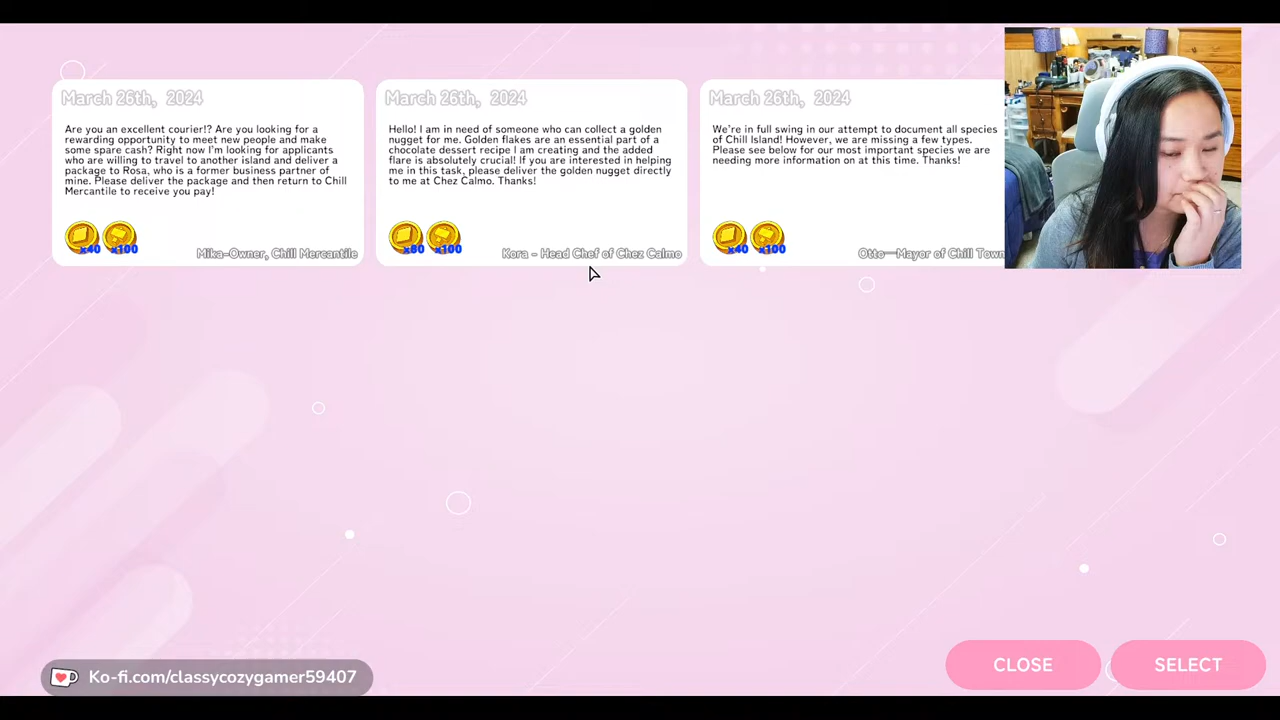 March 26th, 2024
Are you an excellent courier!? Are you looking for a
rewarding opportunity to meet new people and make
some spare cash? Right now I'm looking for applicants
who are willing to travel to another island and deliver a
package to Rosa, who is a former business partner of
mine. Please deliver the package and then return to Chill
Mercantile to receive you pay!
x40 x100
Mika-Owner, Chill Mercantile
March 26th, 2024
Hello! I am in need of someone who can collect a golden
nugget for me. Golden flakes are an essential part of a
chocolate dessert recipe I am creating and the added
flare is absolutely crucial! If you are interested in helping
me in this task, please deliver the golden nugget directly
to me at Chez Calmo. Thanks!
x100
Kora - Head Chef of Chez Calmo
March 26th, 2024
We're in full swing in our attempt to document all species
of Chill Island! However, we are missing a few types.
Please see below for our most important species we are
needing more information on at this time. Thanks!
x40 x100
Otto—Mayor of Chill Town
CLOSE
SELECT
Ko-fi.com/classycozygamer59407